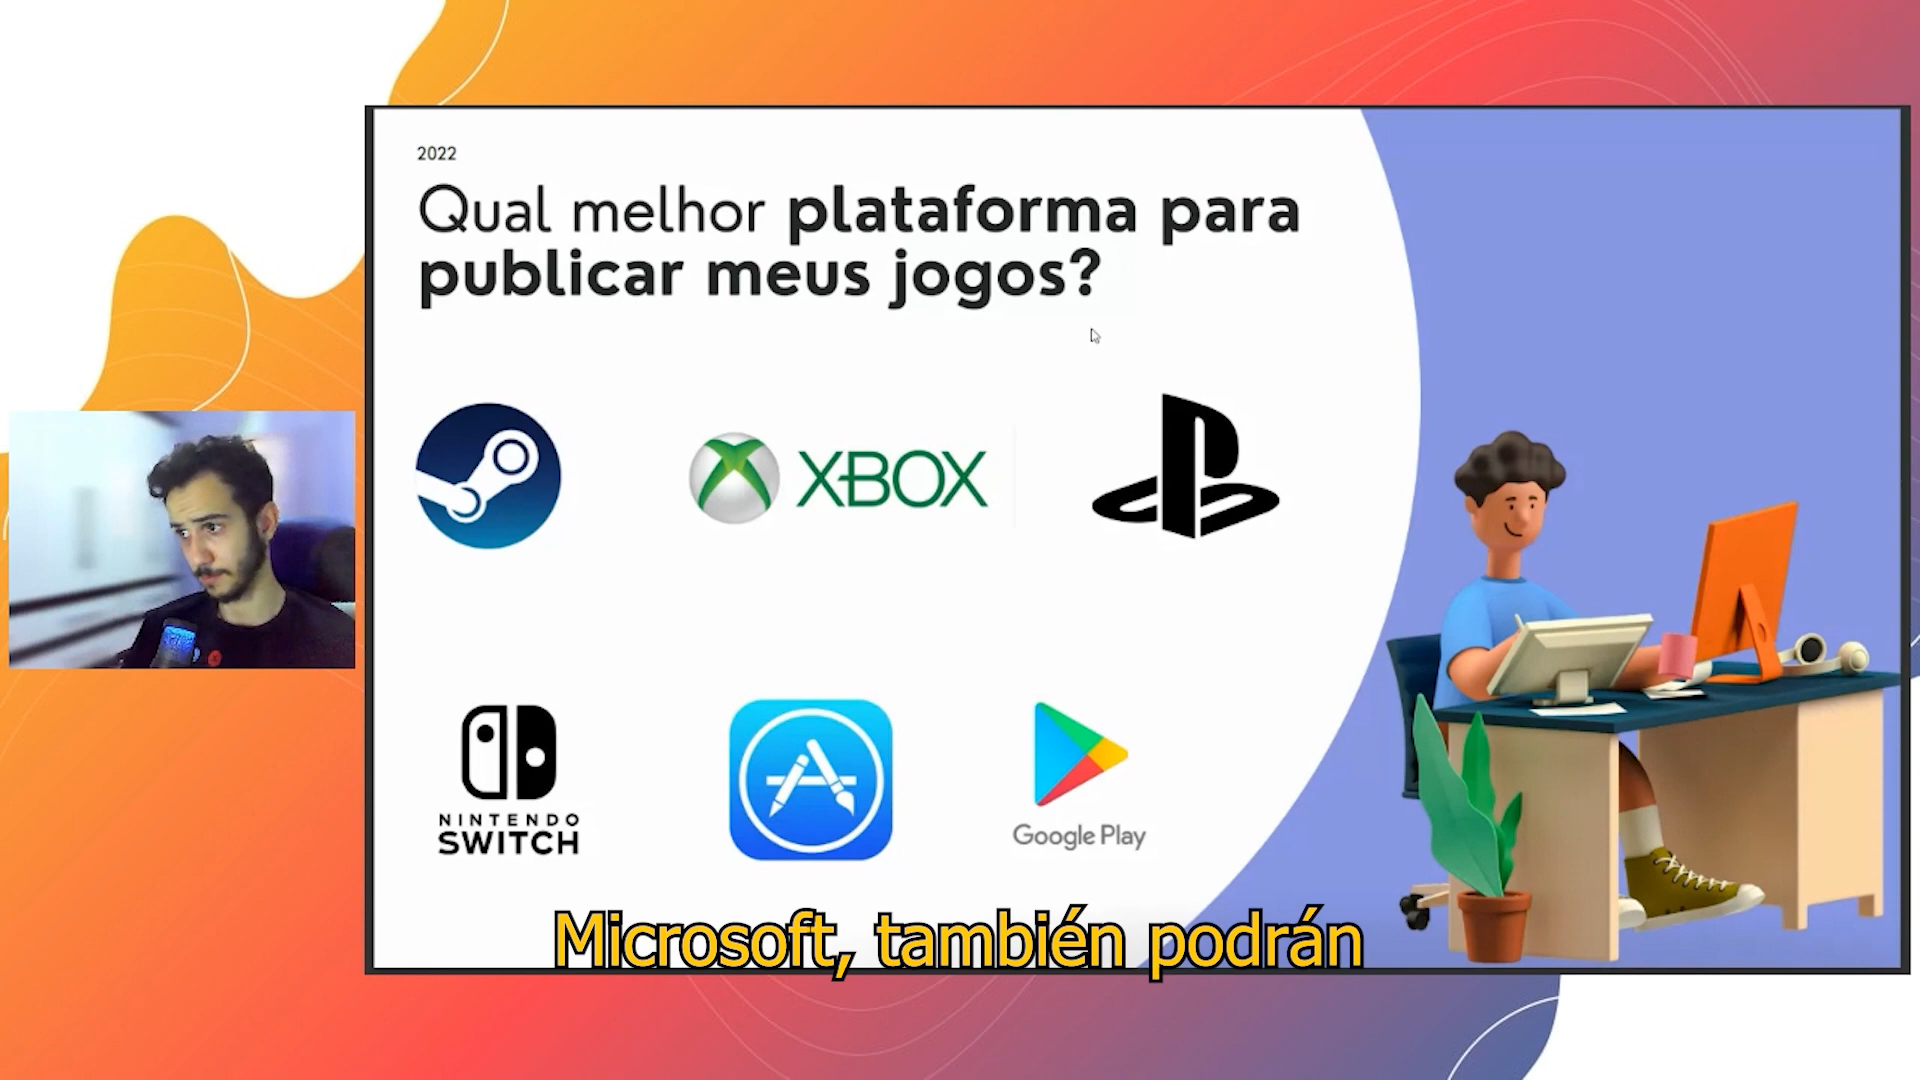 2022
Qual melhor plataforma para
publicar meus jogos?
XBOX
NINTENDO
SWITCH
Google Play
Microsoft, también podrán